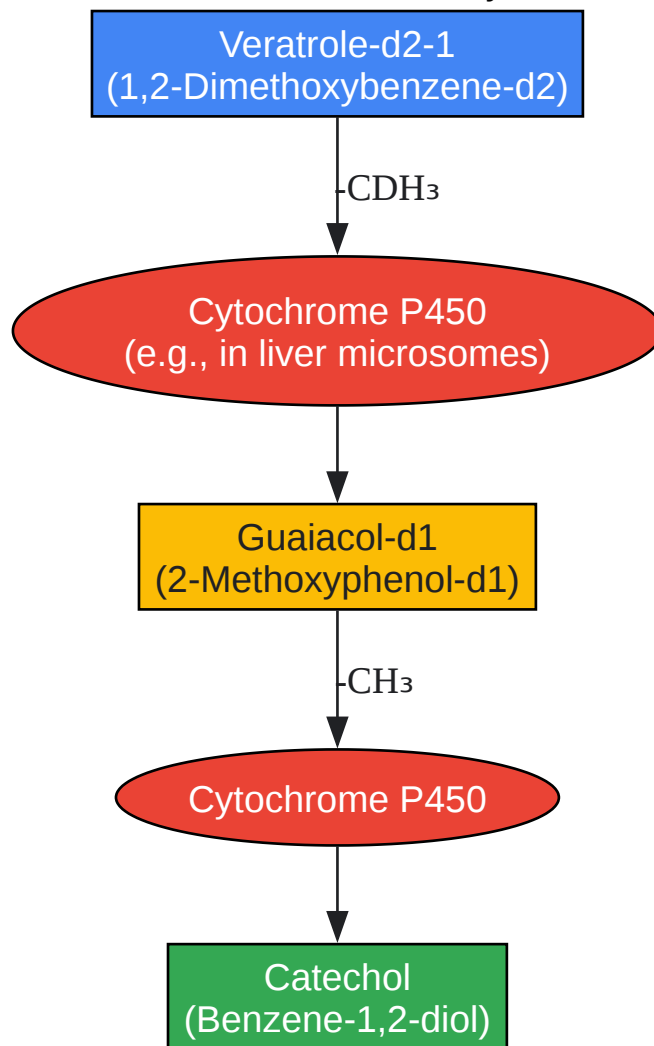 Veratrole-d2-1
(1,2-Dimethoxybenzene-d2)
-CDH₃
Cytochrome P450
(e.g., in liver microsomes)
Guaiacol-d1
(2-Methoxyphenol-d1)
-CH₃
Cytochrome P450
Catechol
(Benzene-1,2-diol)